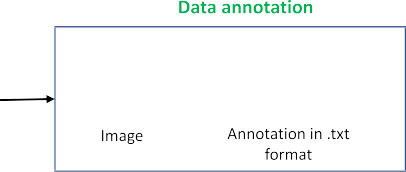 Data annotation
Image
Annotation in .txt
format